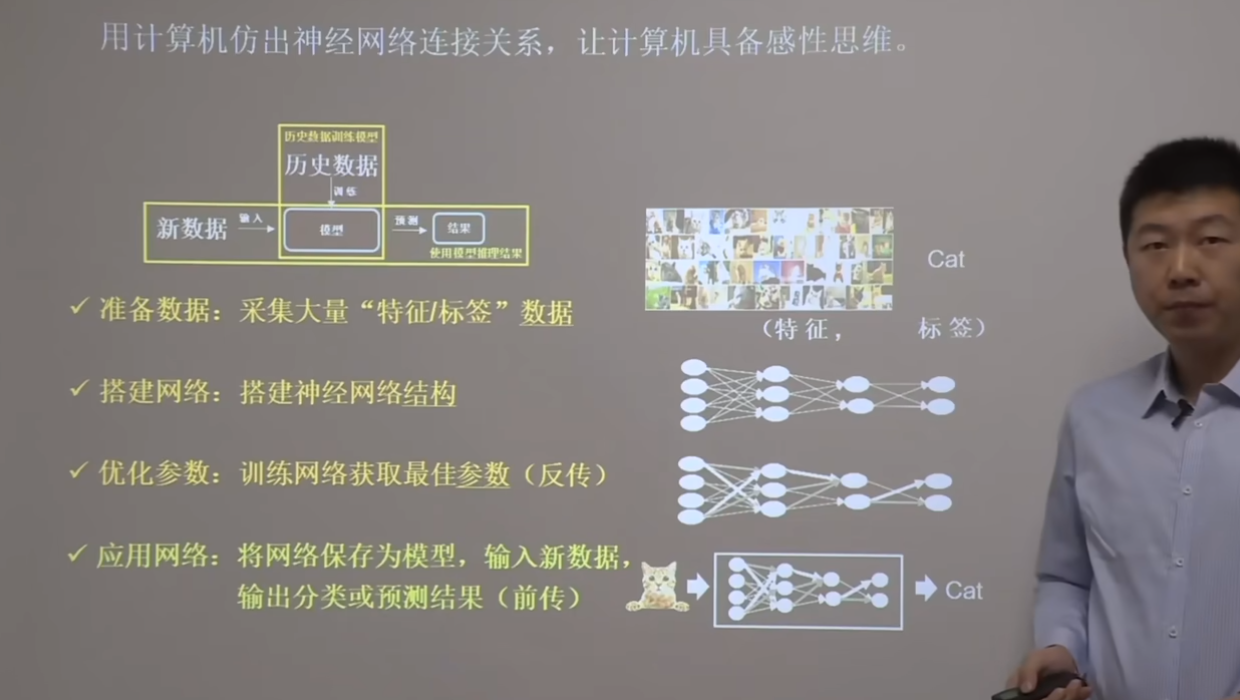 用计算机仿出神经网络连接关系，让计算机具备感性思维。
历史数据训练模型
历史数据
训练
新数据 输入 模型 预测 结果
使用模型推理结果
Cat
✓ 准备数据：采集大量“特征/标签”数据
（特征， 标签）
✓ 搭建网络：搭建神经网络结构
✓ 优化参数：训练网络获取最佳参数（反传）
✓ 应用网络：将网络保存为模型，输入新数据，
输出分类或预测结果（前传）
Cat